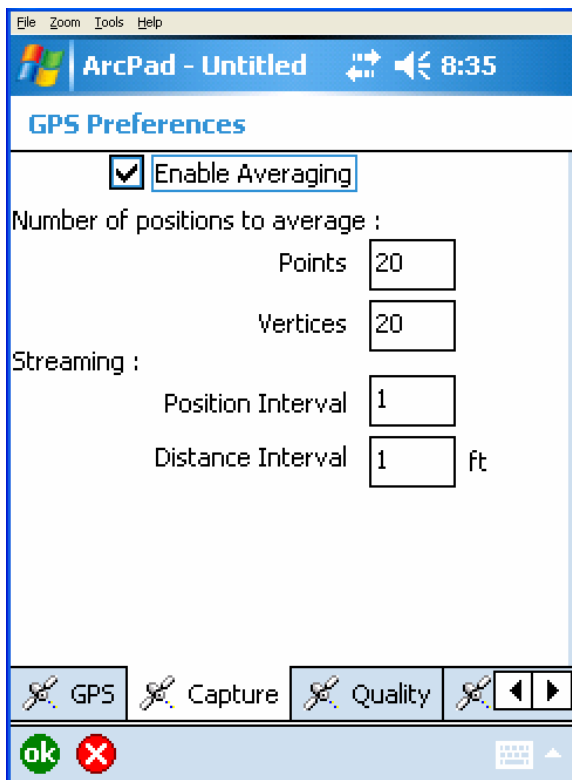 File Zoom Tools Help
ArcPad - Untitled 8:35
GPS Preferences
Enable Averaging
Number of positions to average :
Points 20
Vertices 20
Streaming :
Position Interval 1
Distance Interval 1 ft
GPS Capture Quality
ok